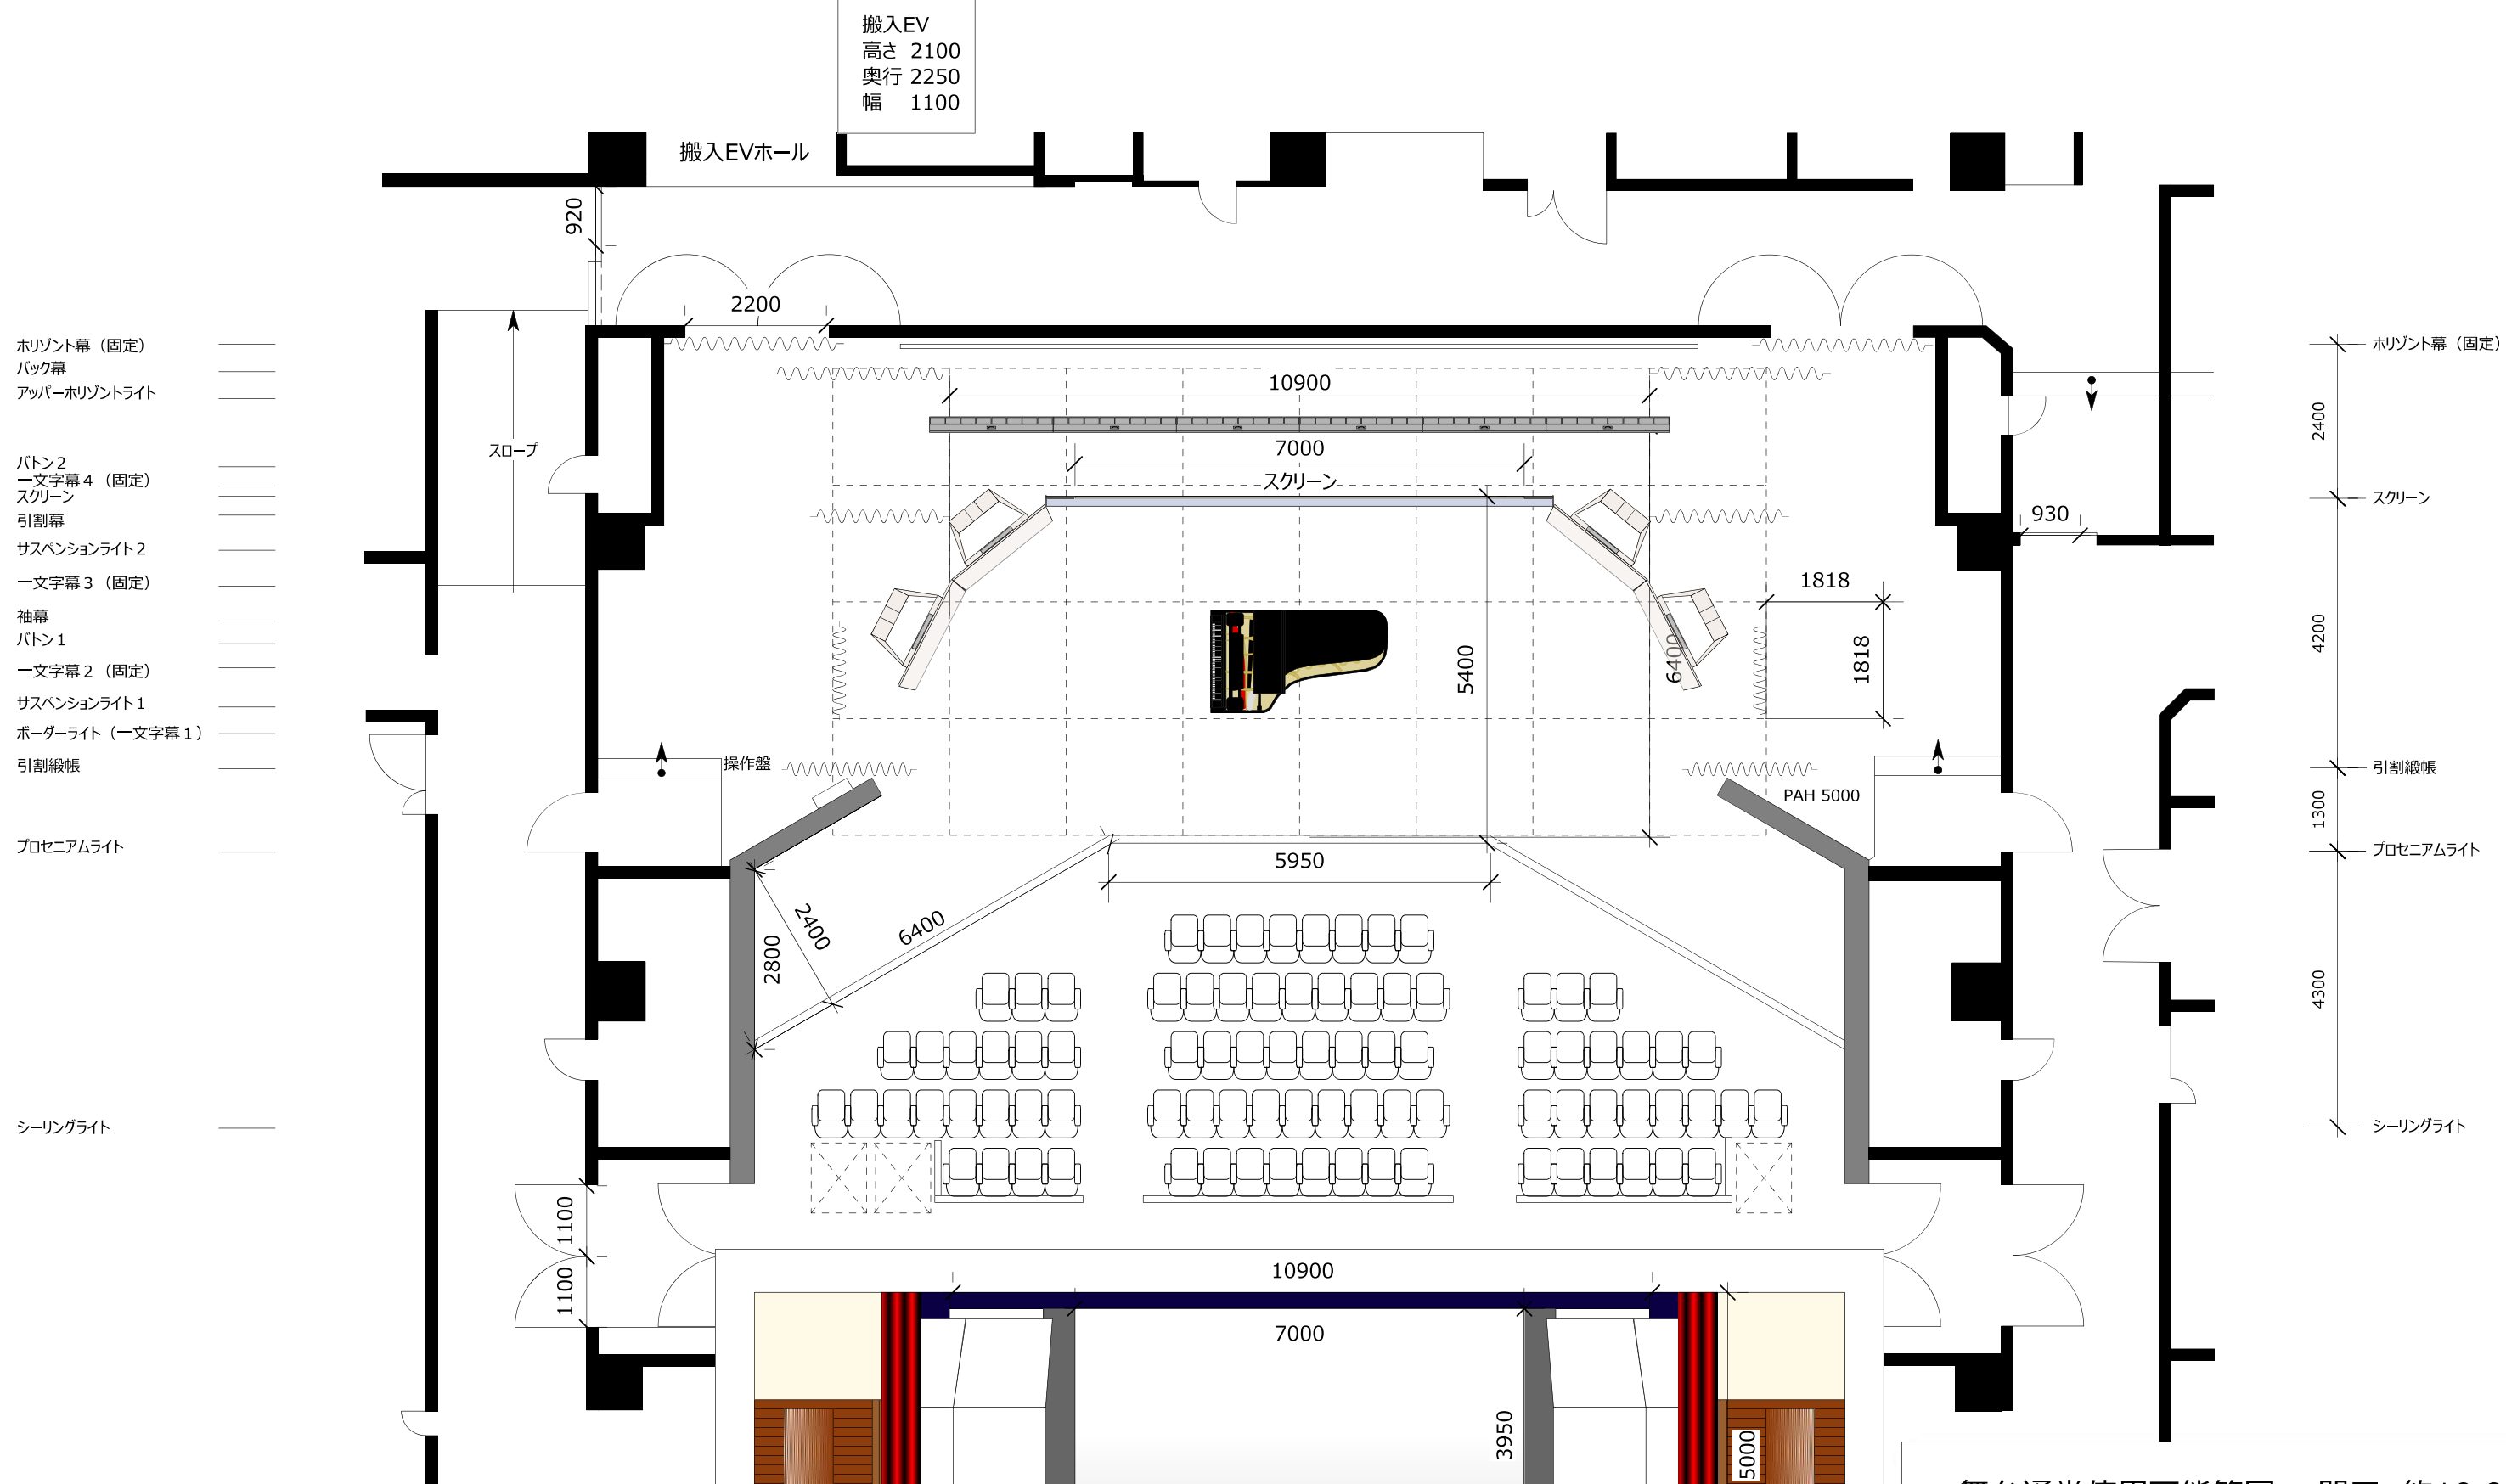 搬入EV
高さ 2100
奥行 2250
幅 1100
搬入EVホール
920
2200
ホリゾント幕（固定）
バック幕
アッパーホリゾントライト
バトン２
一文字幕４（固定）
スクリーン
引割幕
サスペンションライト２
一文字幕３（固定）
袖幕
バトン１
一文字幕２（固定）
サスペンションライト１
ボーダーライト（一文字幕１）
引割緞帳
プロセニアムライト
シーリングライト
スロープ
10900
7000
スクリーン
5400
6400
1818
1818
930
操作盤
PAH 5000
5950
2400
6400
2800
1100
1100
ホリゾント幕（固定）
2400
スクリーン
4200
引割緞帳
1300
プロセニアムライト
4300
シーリングライト
10900
7000
3950
5000